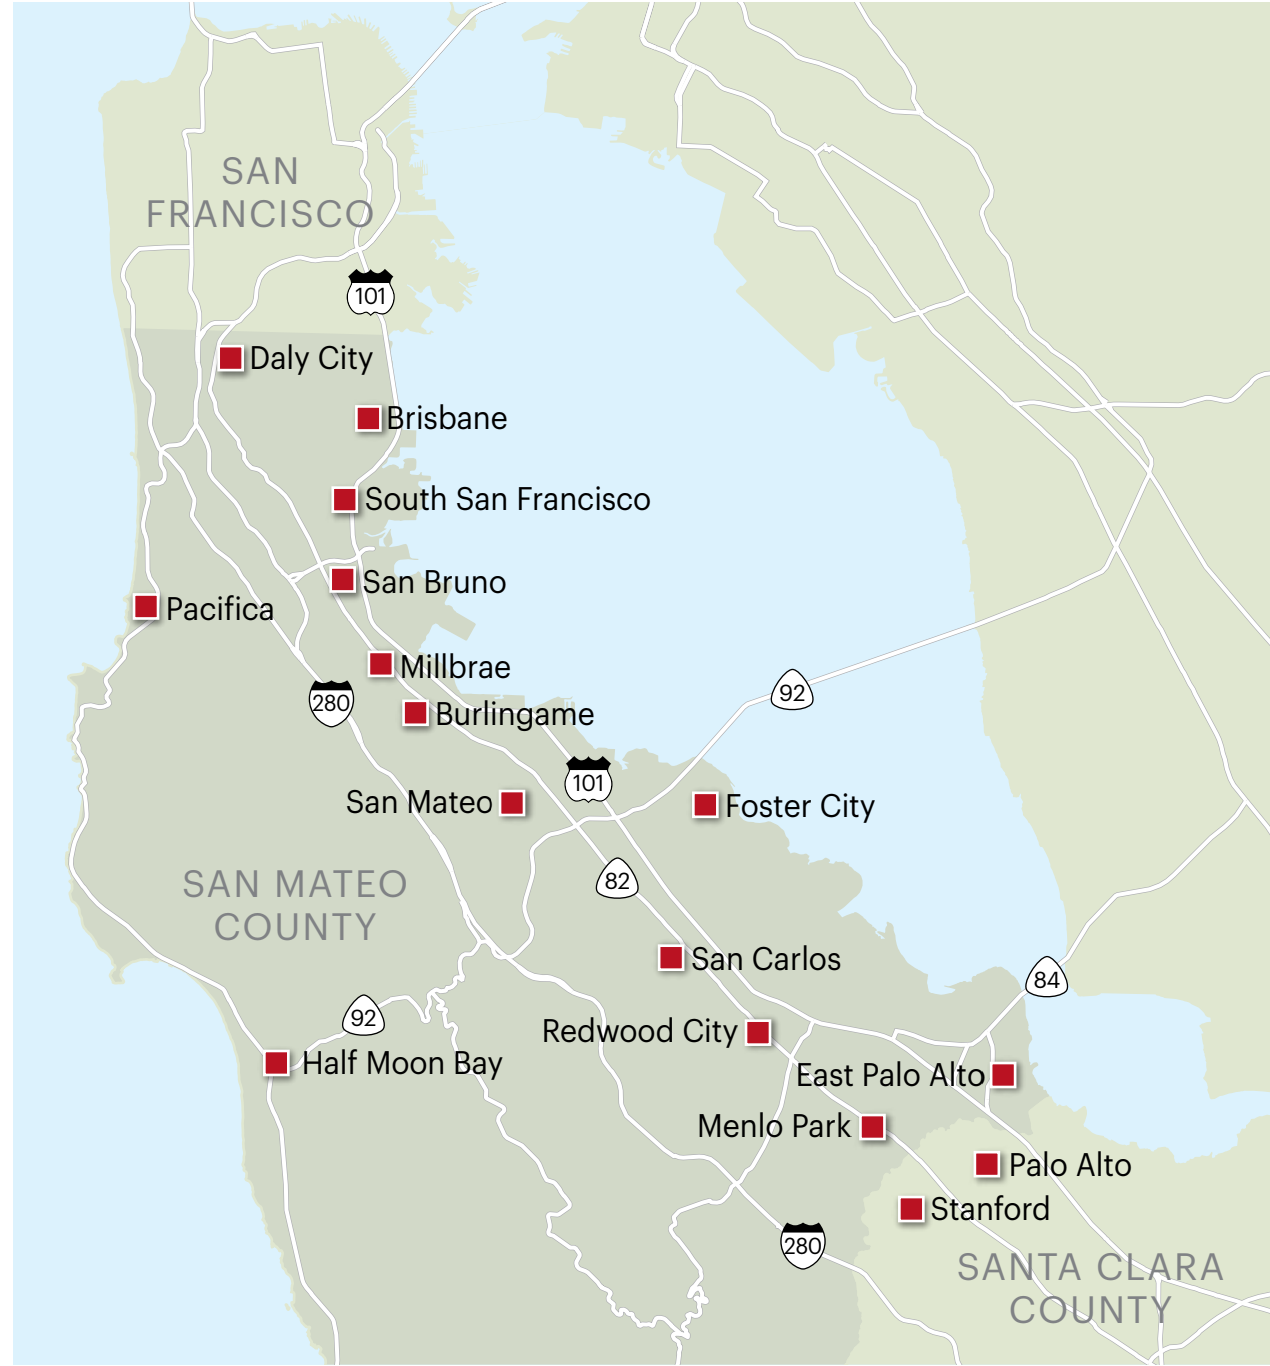 SAN
FRANCISCO
101
Daly City
Brisbane
South San Francisco
San Bruno
Pacifica
Millbrae
280
Burlingame
92
101
San Mateo
Foster City
82
SAN MATEO
COUNTY
San Carlos
84
92
Redwood City
Half Moon Bay
East Palo Alto
Menlo Park
Palo Alto
Stanford
280
SANTA CLARA
COUNTY